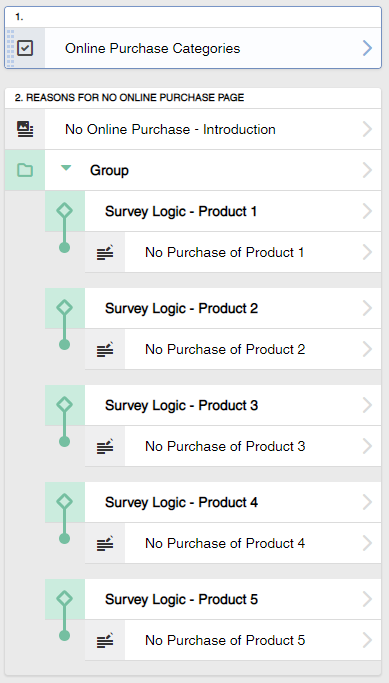 1.
Online Purchase Categories
2. REASONS FOR NO ONLINE PURCHASE PAGE
No Online Purchase - Introduction
Group
Survey Logic - Product 1
No Purchase of Product 1
Survey Logic - Product 2
No Purchase of Product 2
Survey Logic - Product 3
No Purchase of Product 3
Survey Logic - Product 4
No Purchase of Product 4
Survey Logic - Product 5
No Purchase of Product 5